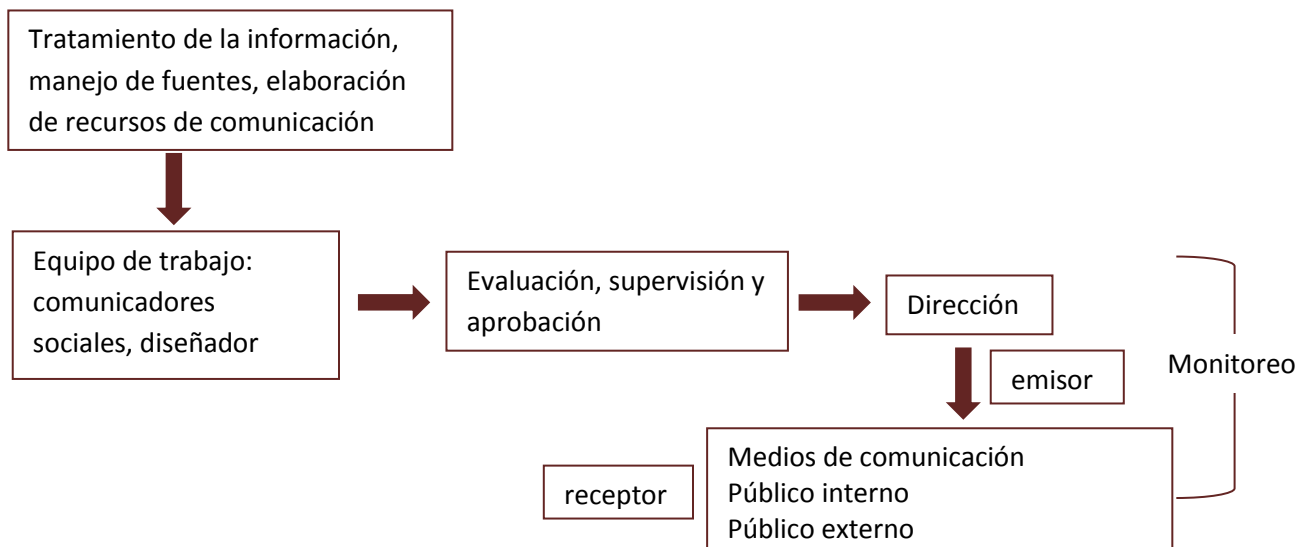 Tratamiento de la información,
manejo de fuentes, elaboración
de recursos de comunicación
Equipo de trabajo:
comunicadores
sociales, diseñador
Evaluación, supervisión y
aprobación
Dirección
emisor
Monitoreo
receptor
Medios de comunicación
Público interno
Público externo